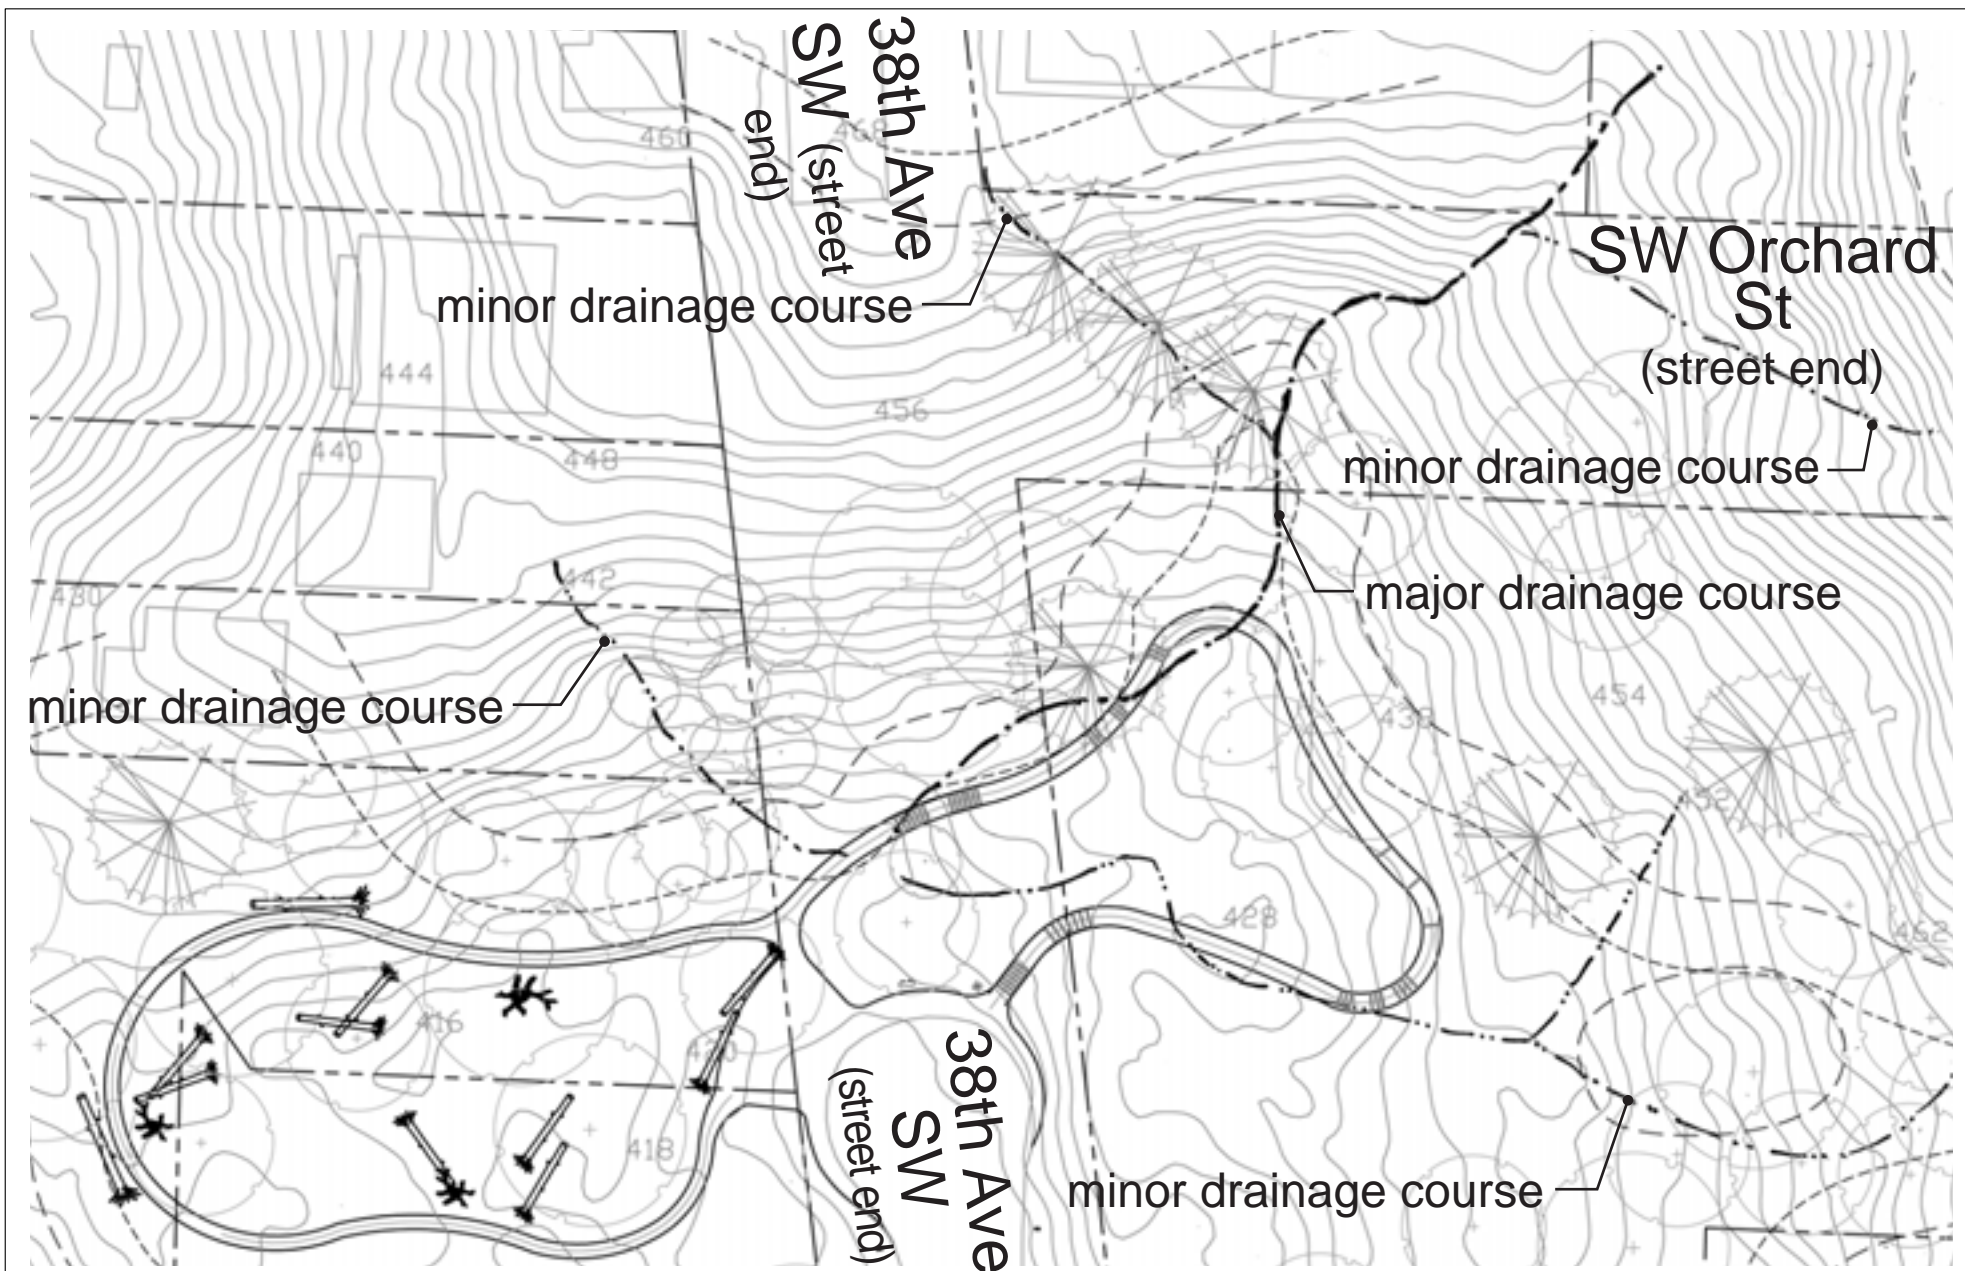 38th Ave
SW (street
end)
468
460
SW Orchard
St
(street end)
minor drainage course
444
456
440
448
minor drainage course
442
430
major drainage course
minor drainage course
454
452
428
462
416
420
418
38th Ave
SW
(street end)
minor drainage course